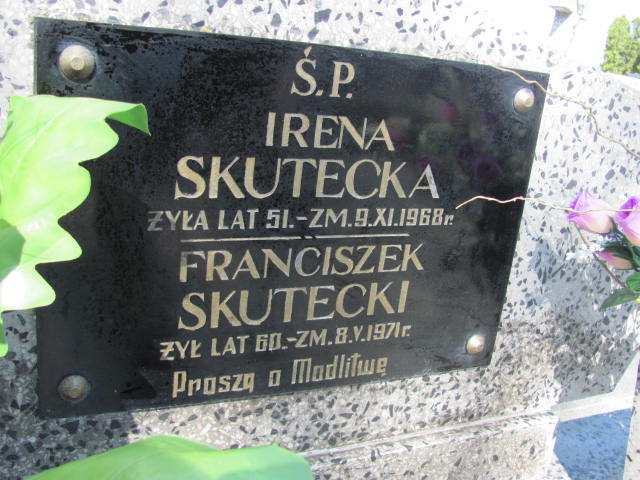 Ś.P.
IRENA
SKUTECKA
ŻYŁA LAT 51.-ZM.9.XI.1968r.
FRANCISZEK
SKUTECKI
ŻYŁ LAT 60.-ZM.8.V.1971r.
Proszą o Modlitwę